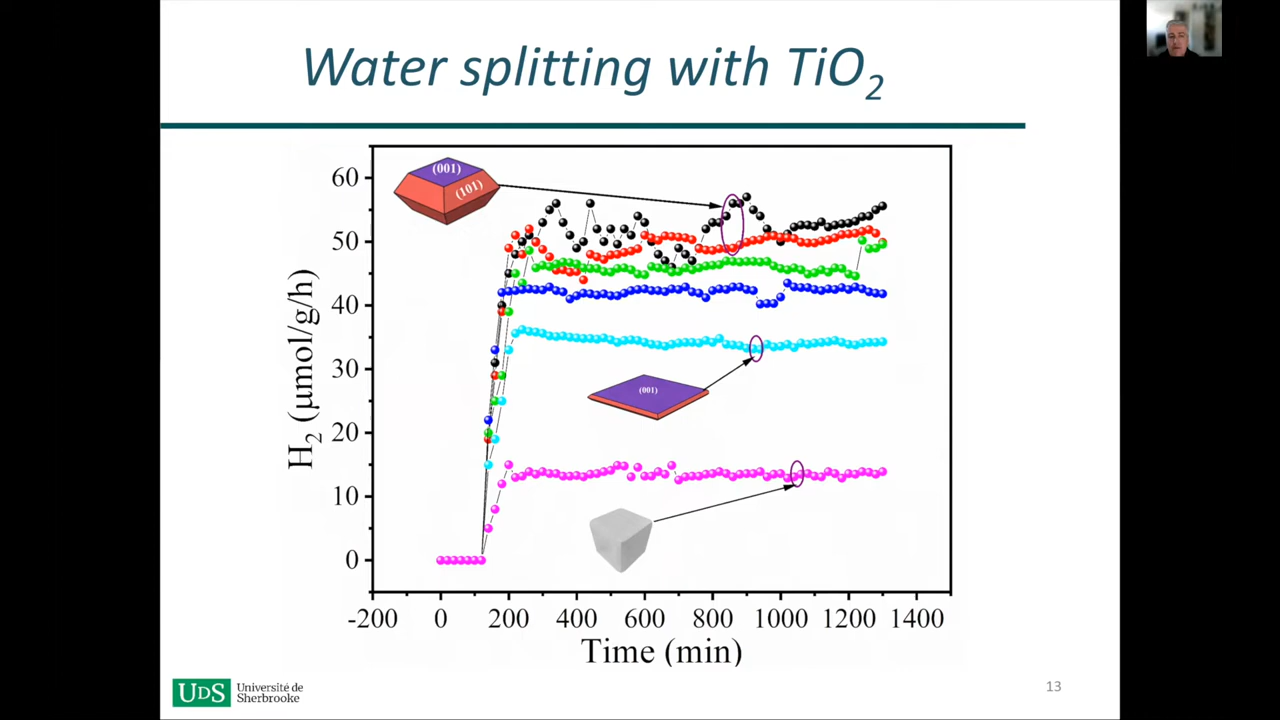 Water splitting with TiO₂
(001)
(101)
60
50
40
30
20
10
0
H₂ (μmol/g/h)
(001)
-200 0 200 400 600 800 1000 1200 1400
Time (min)
UDS Université de
Sherbrooke
13